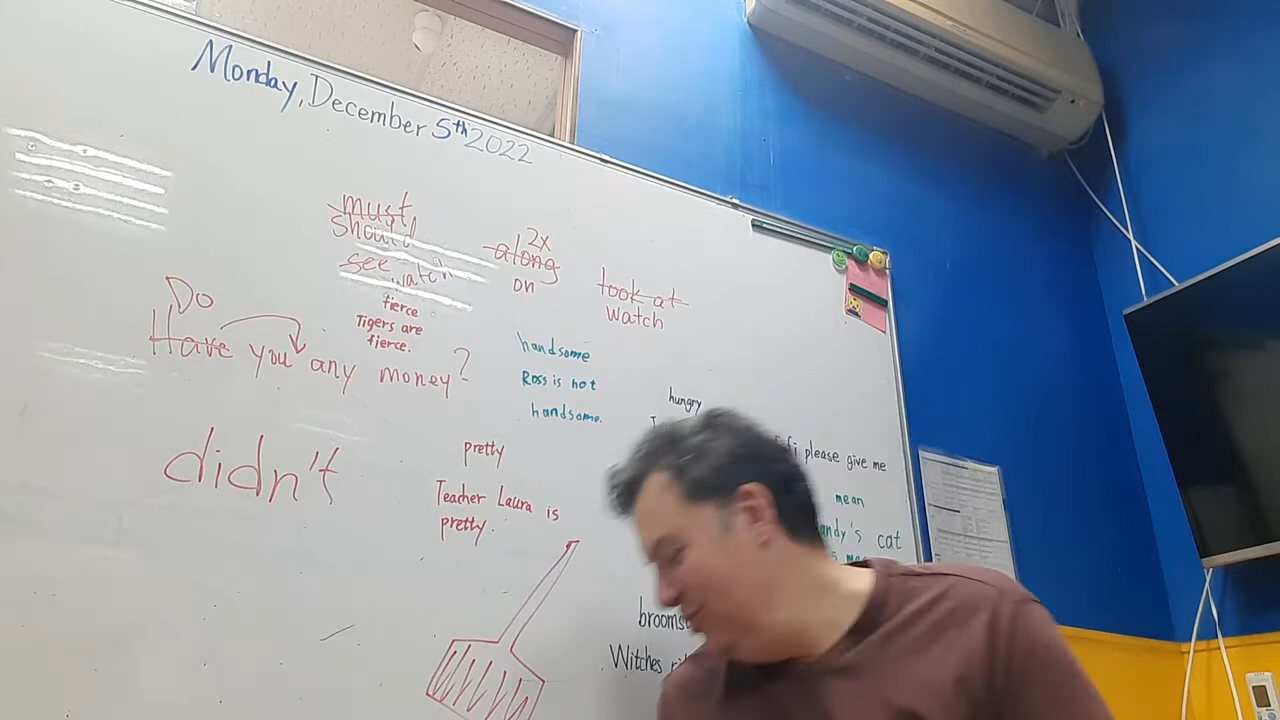 Monday, December 5th 2022
must
should
see watch
2x
along
on
took at
watch
fierce
Tigers are
fierce.
Do
Have you any money?
handsome
Ross is not
handsome.
hungry
please give me
didn't
pretty
Teacher Laura is
pretty.
mean
andy's cat
Witches